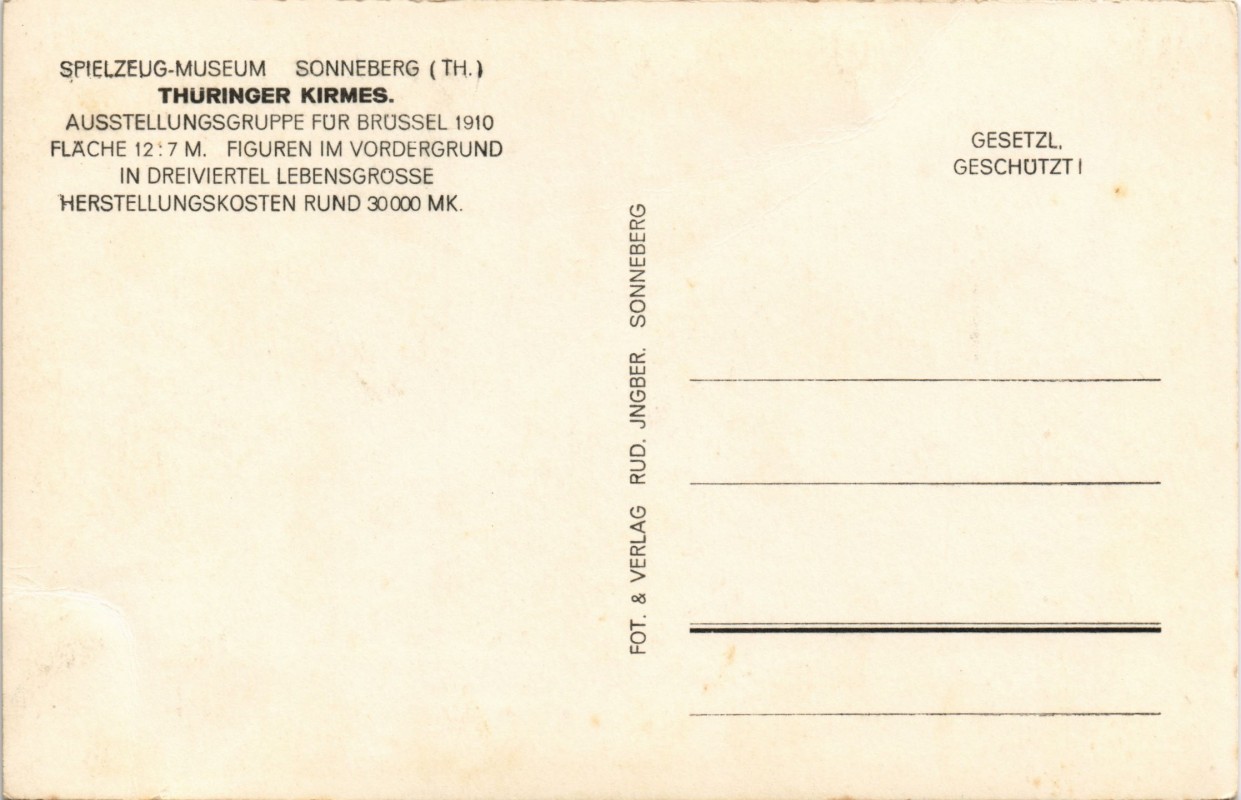 SPIELZEUG-MUSEUM SONNEBERG (TH.)
THÜRINGER KIRMES.
AUSSTELLUNGSGRUPPE FÜR BRÜSSEL 1910
FLÄCHE 12:7 M. FIGUREN IM VORDERGRUND
IN DREIVIERTEL LEBENSGRÖSSE
HERSTELLUNGSKOSTEN RUND 30000 MK.
FOT. & VERLAG RUD. JNGBER. SONNEBERG
GESETZL.
GESCHÜTZT!